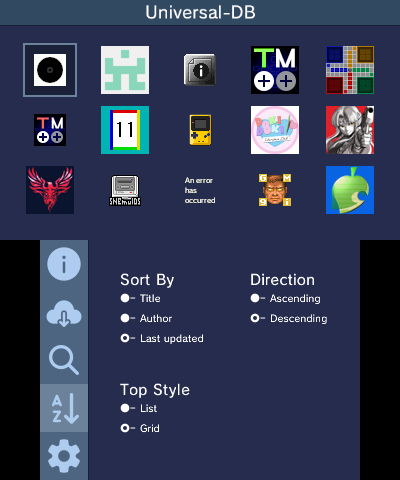 Universal-DB
TM
TM
11
An error
has
occurred
SNEmulDS
G M
9 i
Sort By
Title
Author
Last updated
Direction
Ascending
Descending
Top Style
List
Grid
A
Z